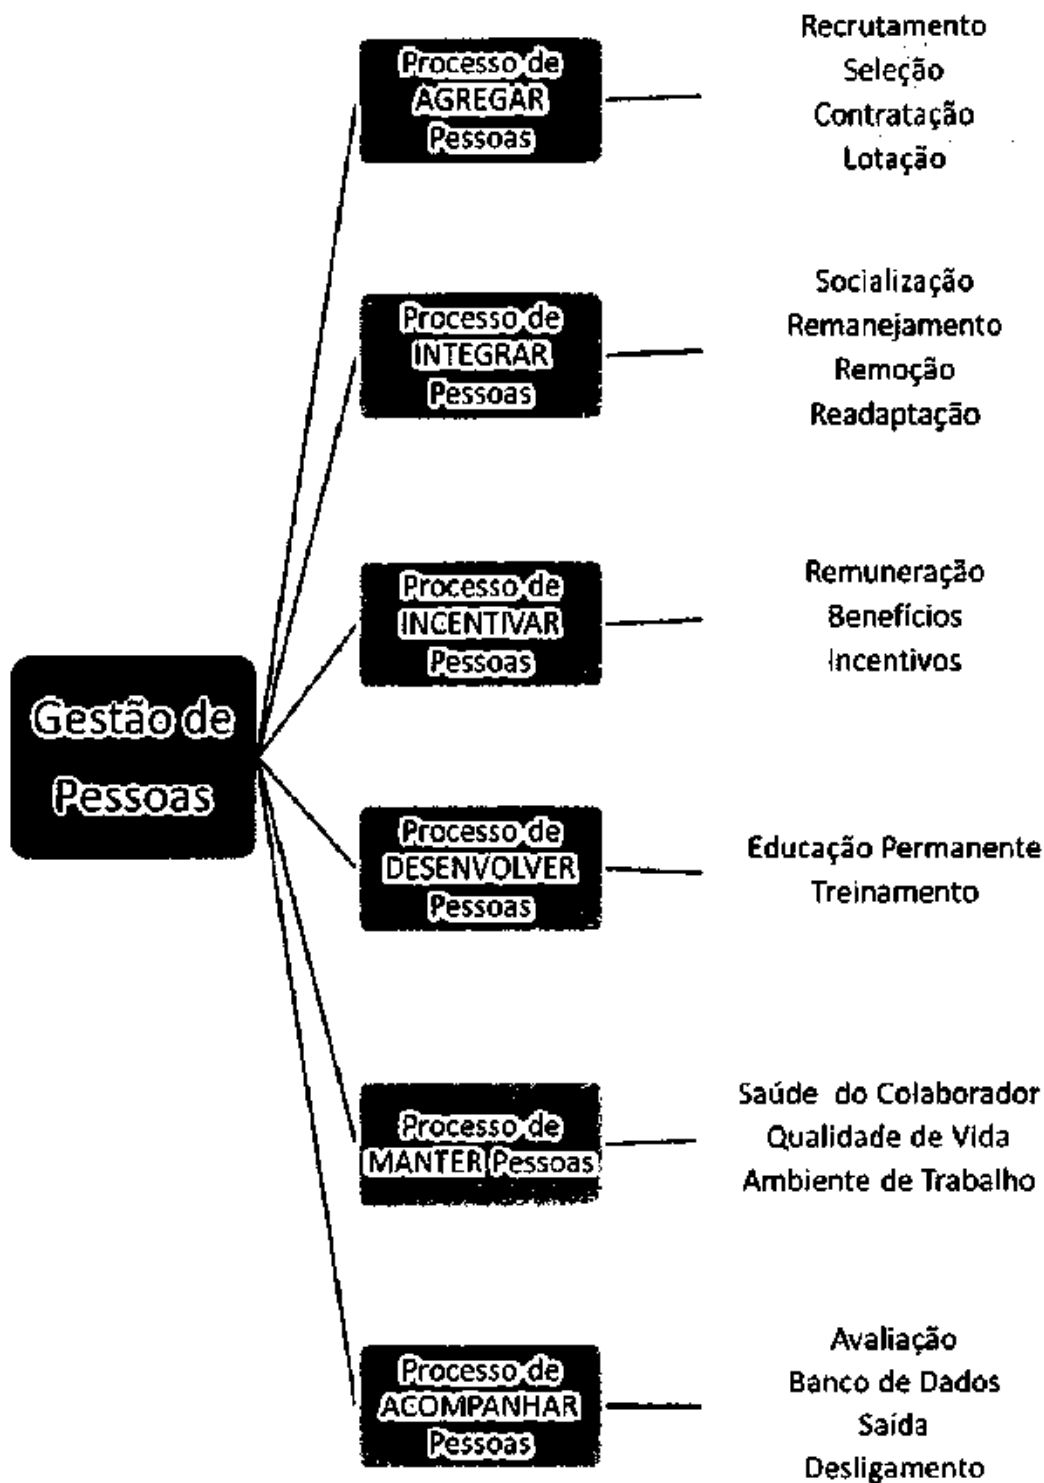 Gestão de
Pessoas
Processo de
AGREGAR
Pessoas
Recrutamento
Seleção
Contratação
Lotação
Processo de
INTEGRAR
Pessoas
Socialização
Remanejamento
Remoção
Readaptação
Processo de
INCENTIVAR
Pessoas
Remuneração
Benefícios
Incentivos
Processo de
DESENVOLVER
Pessoas
Educação Permanente
Treinamento
Processo de
MANTER Pessoas
Saúde do Colaborador
Qualidade de Vida
Ambiente de Trabalho
Processo de
ACOMPANHAR
Pessoas
Avaliação
Banco de Dados
Saída
Desligamento